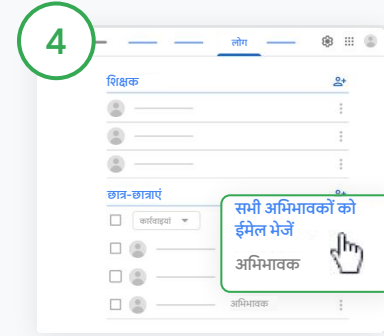 4
लोग
शिक्षक
छात्र-छात्राएं
कार्रवाइयां
सभी अभिभावकों को
ईमेल भेजें
अभिभावक
अभिभावक